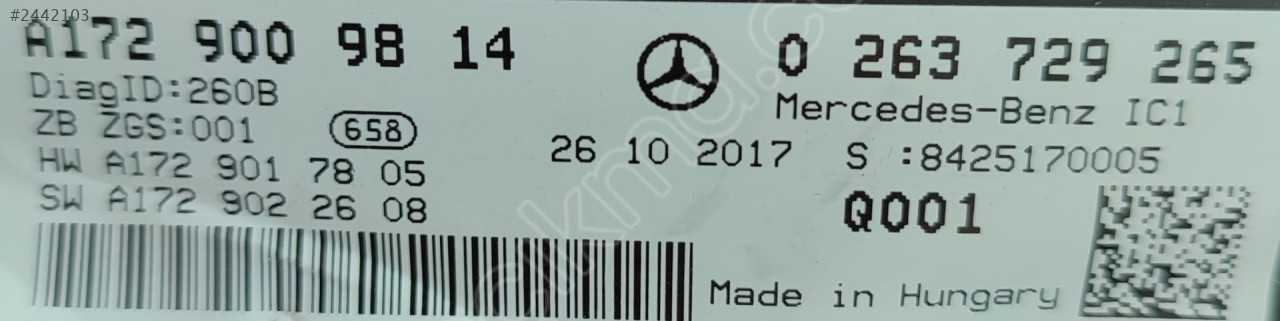 #2442103
A172 900 98 14
0 263 729 265
DiagID:260B
Mercedes-Benz IC1
ZB ZGS:001 658
26 10 2017 S :8425170005
HW A172 901 78 05
SW A172 902 26 08
Q001
Made in Hungary